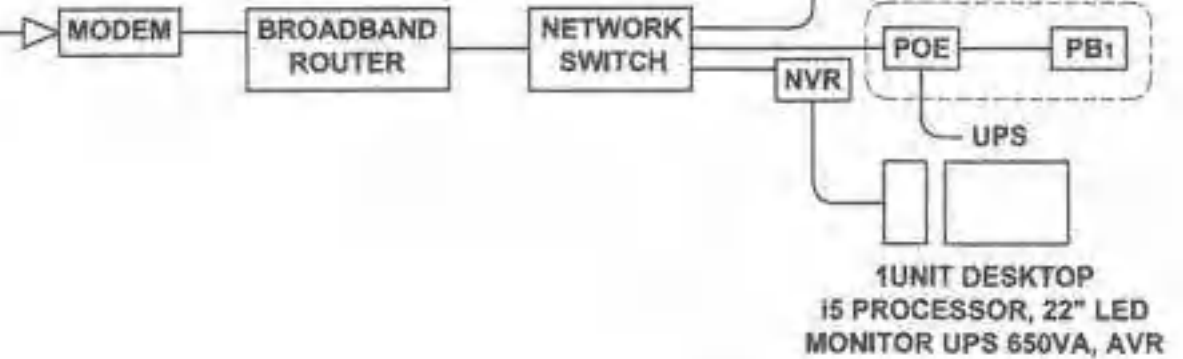 MODEM
BROADBAND
ROUTER
NETWORK
SWITCH
NVR
POE
PB1
UPS
1UNIT DESKTOP
i5 PROCESSOR, 22" LED
MONITOR UPS 650VA, AVR